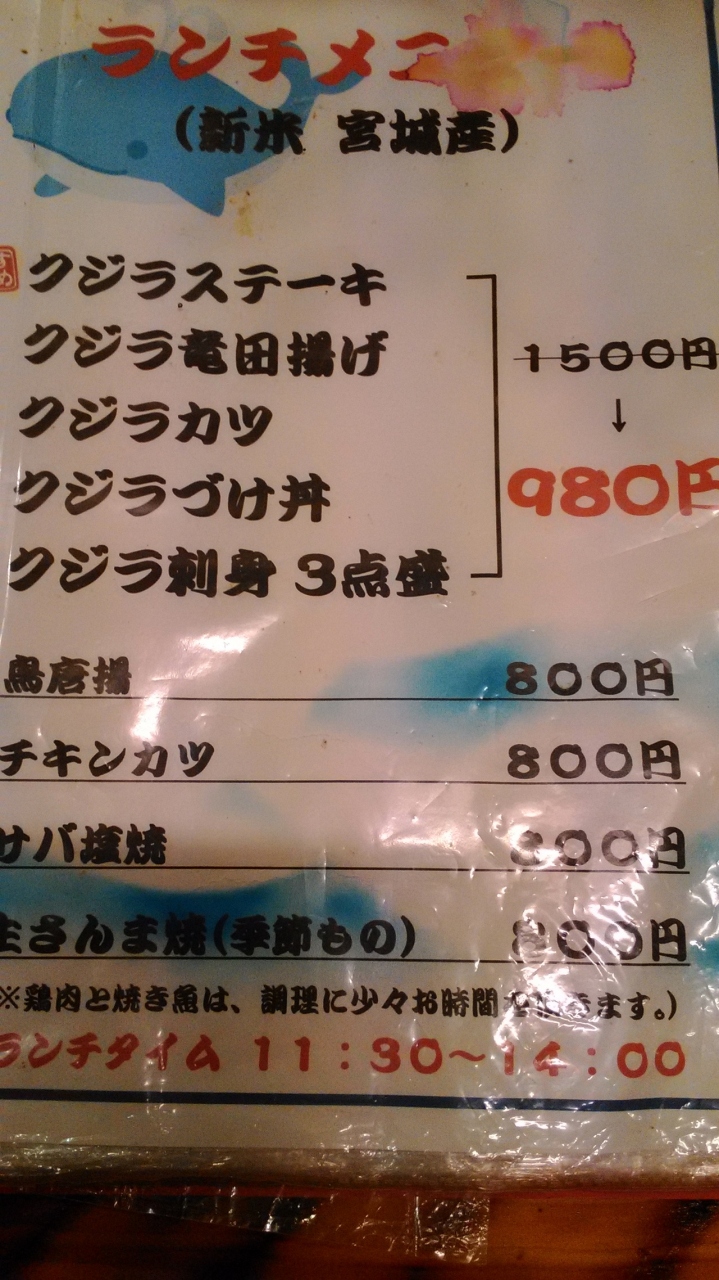 ランチメニ
(新米 宮城産)
すめ
クジラステーキ
クジラ竜田揚げ
クジラカツ
クジラづけ丼
クジラ刺身 3点盛
1500円
↓
980円
鳥唐揚 800円
チキンカツ 800円
サバ塩焼 800円
生さんま焼(季節もの) 800円
※鶏肉と焼き魚は、調理に少々お時間を頂きます。)
ランチタイム 11:30～14:00